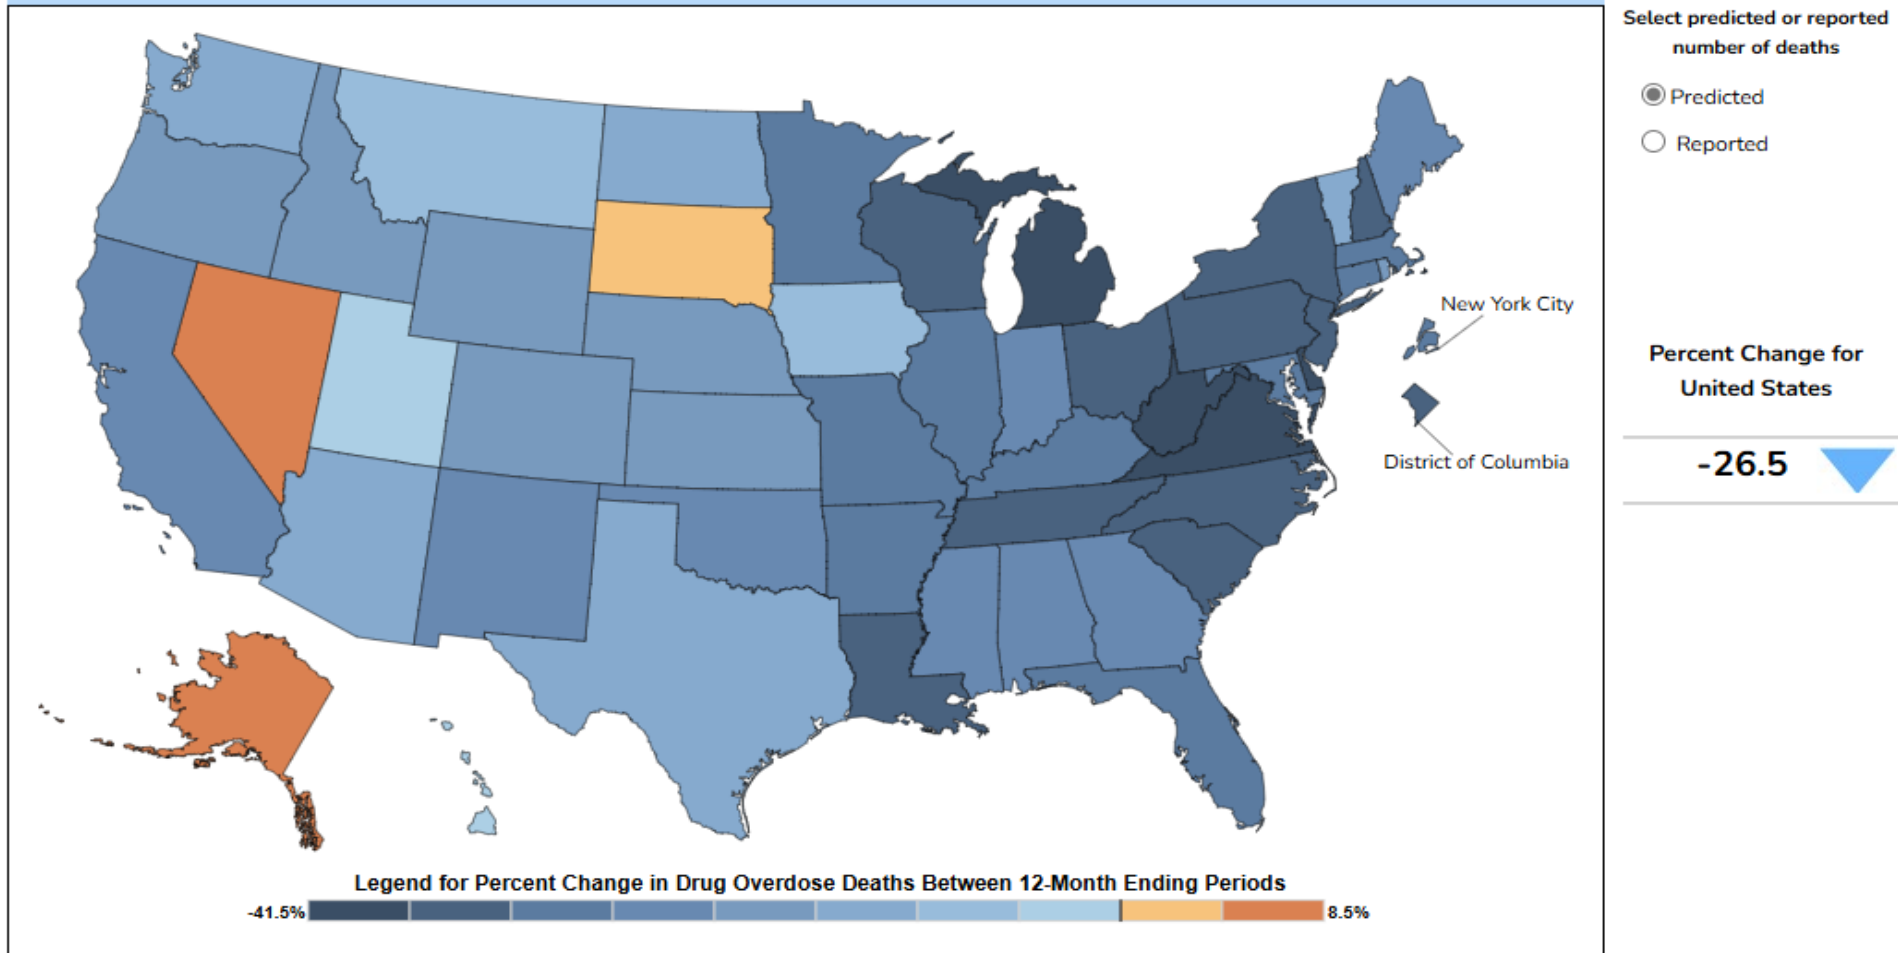 Select predicted or reported
number of deaths
Predicted
Reported
New York City
Percent Change for
United States
-26.5
District of Columbia
Legend for Percent Change in Drug Overdose Deaths Between 12-Month Ending Periods
-41.5%
8.5%